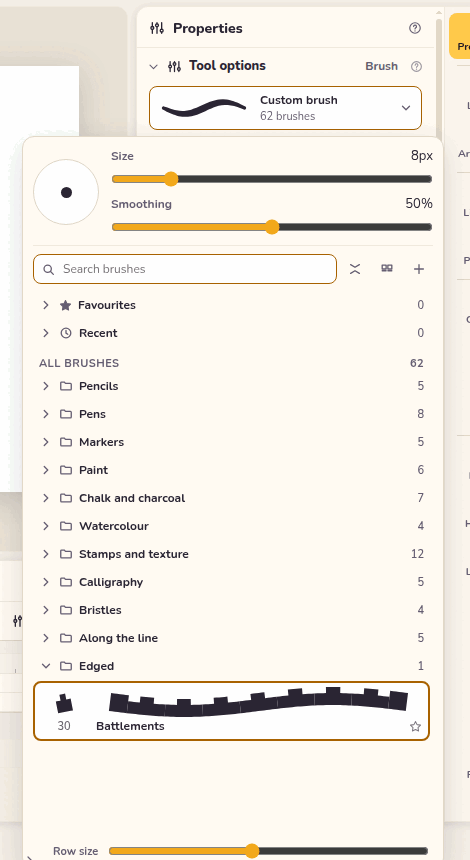 Properties
Tool options
Brush
Custom brush
62 brushes
Size
8px
Smoothing
50%
Search brushes
Favourites 0
Recent 0
ALL BRUSHES 62
Pencils 5
Pens 8
Markers 5
Paint 6
Chalk and charcoal 7
Watercolour 4
Stamps and texture 12
Calligraphy 5
Bristles 4
Along the line 5
Edged 1
30 Battlements
Row size